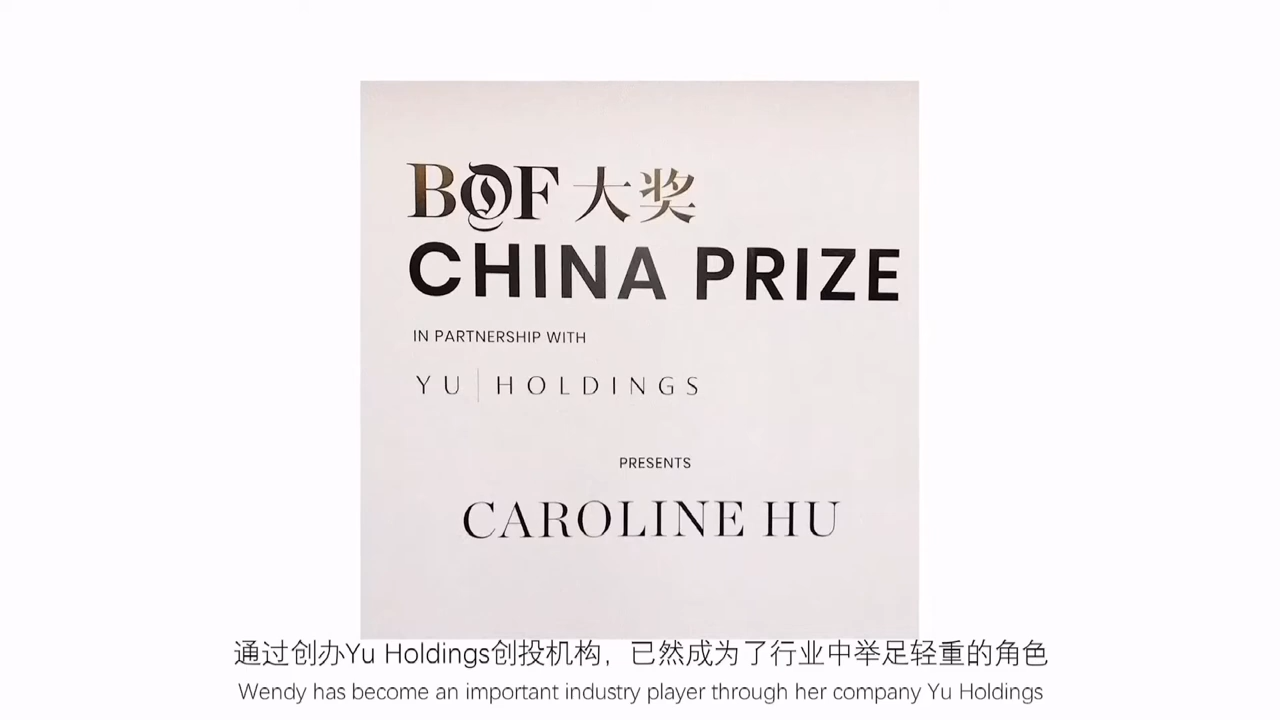 BOF 大奖
CHINA PRIZE
IN PARTNERSHIP WITH
YU | HOLDINGS
PRESENTS
CAROLINE HU
通过创办Yu Holdings创投机构，已然成为了行业中举足轻重的角色
Wendy has become an important industry player through her company Yu Holdings